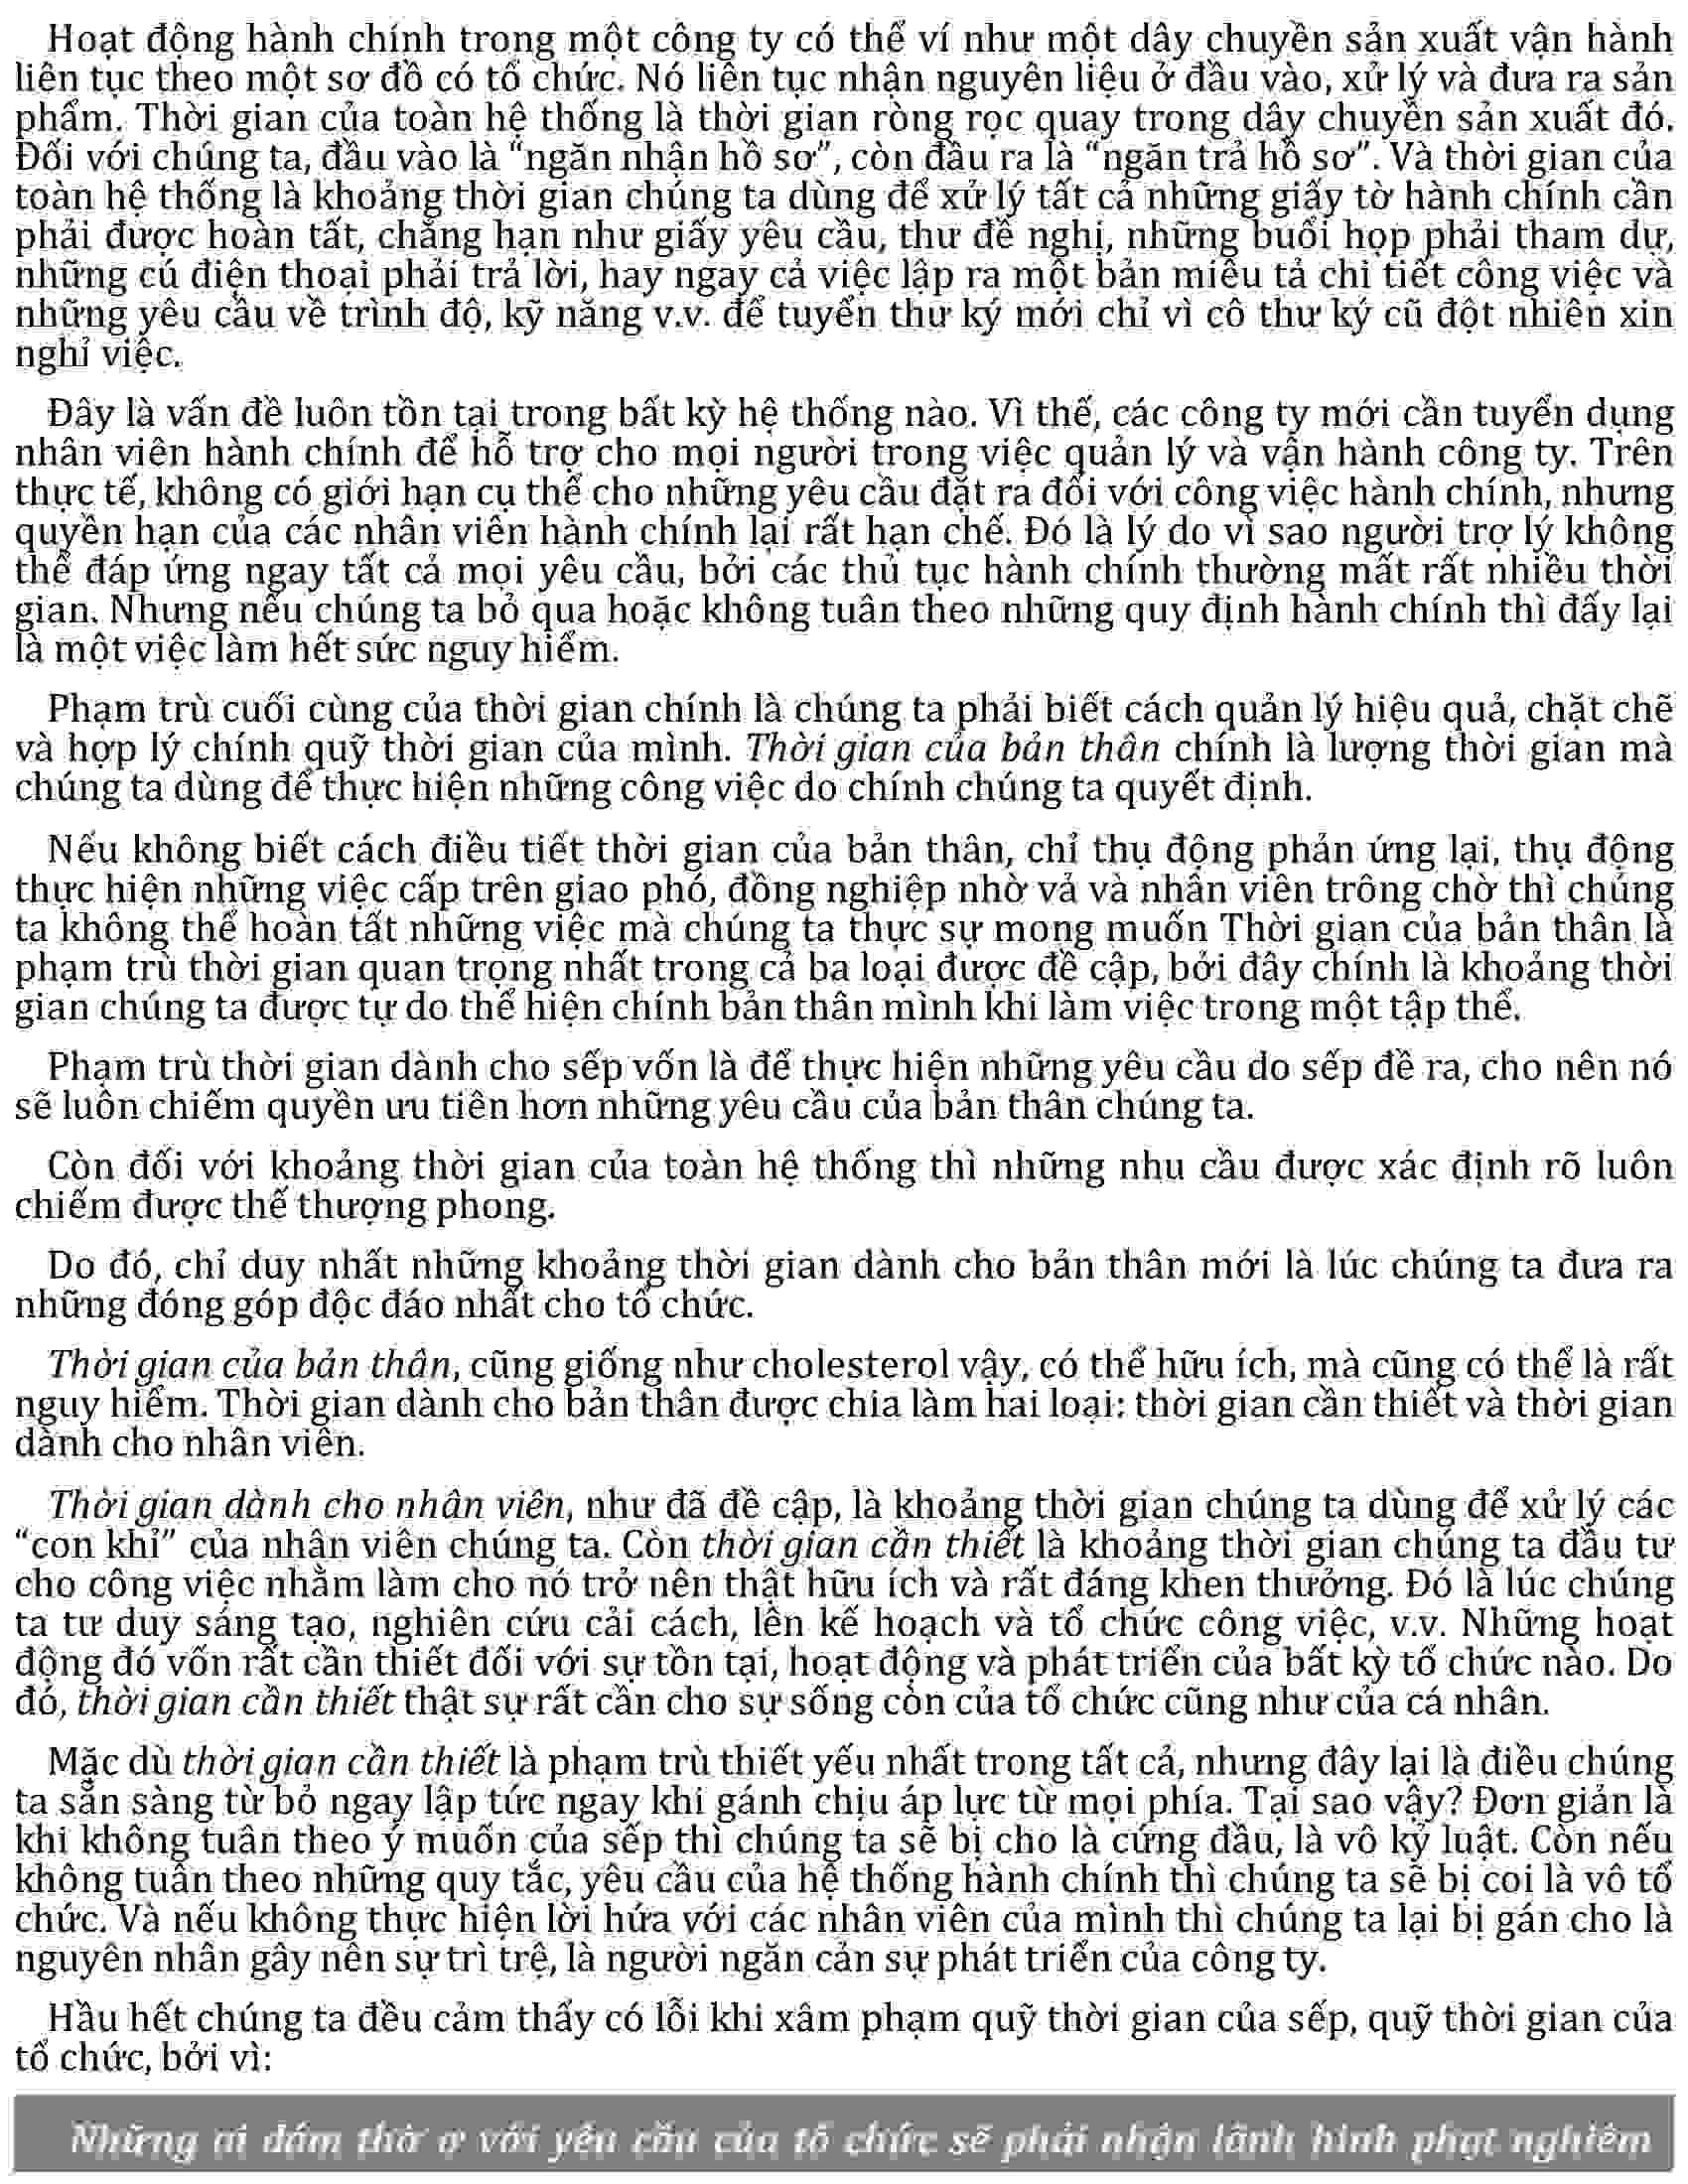 Hoạt động hành chính trong một công ty có thể ví như một dây chuyền sản xuất vận hành
liên tục theo một sơ đồ có tổ chức. Nó liên tục nhận nguyên liệu ở đầu vào, xử lý và đưa ra sản
phẩm. Thời gian của toàn hệ thống là thời gian ròng rọc quay trong dây chuyền sản xuất đó.
Đối với chúng ta, đầu vào là “ngăn nhận hồ sơ”, còn đầu ra là “ngăn trả hồ sơ”. Và thời gian của
toàn hệ thống là khoảng thời gian chúng ta dùng để xử lý tất cả những giấy tờ hành chính cần
phải được hoàn tất, chẳng hạn như giấy yêu cầu, thư đề nghị, những buổi họp phải tham dự,
những cú điện thoại phải trả lời, hay ngay cả việc lập ra một bản miêu tả chi tiết công việc và
những yêu cầu về trình độ, kỹ năng v.v. để tuyển thư ký mới chỉ vì cô thư ký cũ đột nhiên xin
nghỉ việc.
Đây là vấn đề luôn tồn tại trong bất kỳ hệ thống nào. Vì thế, các công ty mới cần tuyển dụng
nhân viên hành chính để hỗ trợ cho mọi người trong việc quản lý và vận hành công ty. Trên
thực tế, không có giới hạn cụ thể cho những yêu cầu đặt ra đối với công việc hành chính, nhưng
quyền hạn của các nhân viên hành chính lại rất hạn chế. Đó là lý do vì sao người trợ lý không
thể đáp ứng ngay tất cả mọi yêu cầu, bởi các thủ tục hành chính thường mất rất nhiều thời
gian. Nhưng nếu chúng ta bỏ qua hoặc không tuân theo những quy định hành chính thì đấy lại
là một việc làm hết sức nguy hiểm.
Phạm trù cuối cùng của thời gian chính là chúng ta phải biết cách quản lý hiệu quả, chặt chẽ
và hợp lý chính quỹ thời gian của mình. Thời gian của bản thân chính là lượng thời gian mà
chúng ta dùng để thực hiện những công việc do chính chúng ta quyết định.
Nếu không biết cách điều tiết thời gian của bản thân, chỉ thụ động phản ứng lại, thụ động
thực hiện những việc cấp trên giao phó, đồng nghiệp nhờ vả và nhân viên trông chờ thì chúng
ta không thể hoàn tất những việc mà chúng ta thực sự mong muốn Thời gian của bản thân là
phạm trù thời gian quan trọng nhất trong cả ba loại được đề cập, bởi đây chính là khoảng thời
gian chúng ta được tự do thể hiện chính bản thân mình khi làm việc trong một tập thể.
Phạm trù thời gian dành cho sếp vốn là để thực hiện những yêu cầu do sếp đề ra, cho nên nó
sẽ luôn chiếm quyền ưu tiên hơn những yêu cầu của bản thân chúng ta.
Còn đối với khoảng thời gian của toàn hệ thống thì những nhu cầu được xác định rõ luôn
chiếm được thế thượng phong.
Do đó, chỉ duy nhất những khoảng thời gian dành cho bản thân mới là lúc chúng ta đưa ra
những đóng góp độc đáo nhất cho tổ chức.
Thời gian của bản thân, cũng giống như cholesterol vậy, có thể hữu ích, mà cũng có thể là rất
nguy hiểm. Thời gian dành cho bản thân được chia làm hai loại: thời gian cần thiết và thời gian
dành cho nhân viên.
Thời gian dành cho nhân viên, như đã đề cập, là khoảng thời gian chúng ta dùng để xử lý các
“con khỉ” của nhân viên chúng ta. Còn thời gian cần thiết là khoảng thời gian chúng ta đầu tư
cho công việc nhằm làm cho nó trở nên thật hữu ích và rất đáng khen thưởng. Đó là lúc chúng
ta tư duy sáng tạo, nghiên cứu cải cách, lên kế hoạch và tổ chức công việc, v.v. Những hoạt
động đó vốn rất cần thiết đối với sự tồn tại, hoạt động và phát triển của bất kỳ tổ chức nào. Do
đó, thời gian cần thiết thật sự rất cần cho sự sống còn của tổ chức cũng như của cá nhân.
Mặc dù thời gian cần thiết là phạm trù thiết yếu nhất trong tất cả, nhưng đây lại là điều chúng
ta sẵn sàng từ bỏ ngay lập tức ngay khi gánh chịu áp lực từ mọi phía. Tại sao vậy? Đơn giản là
khi không tuân theo ý muốn của sếp thì chúng ta sẽ bị cho là cứng đầu, là vô kỷ luật. Còn nếu
không tuân theo những quy tắc, yêu cầu của hệ thống hành chính thì chúng ta sẽ bị coi là vô tổ
chức. Và nếu không thực hiện lời hứa với các nhân viên của mình thì chúng ta lại bị gán cho là
nguyên nhân gây nên sự trì trệ, là người ngăn cản sự phát triển của công ty.
Hầu hết chúng ta đều cảm thấy có lỗi khi xâm phạm quỹ thời gian của sếp, quỹ thời gian của
tổ chức, bởi vì:
Những ai dám thờ ơ với yêu cầu của tổ chức sẽ phải nhận lãnh hình phạt nghiêm